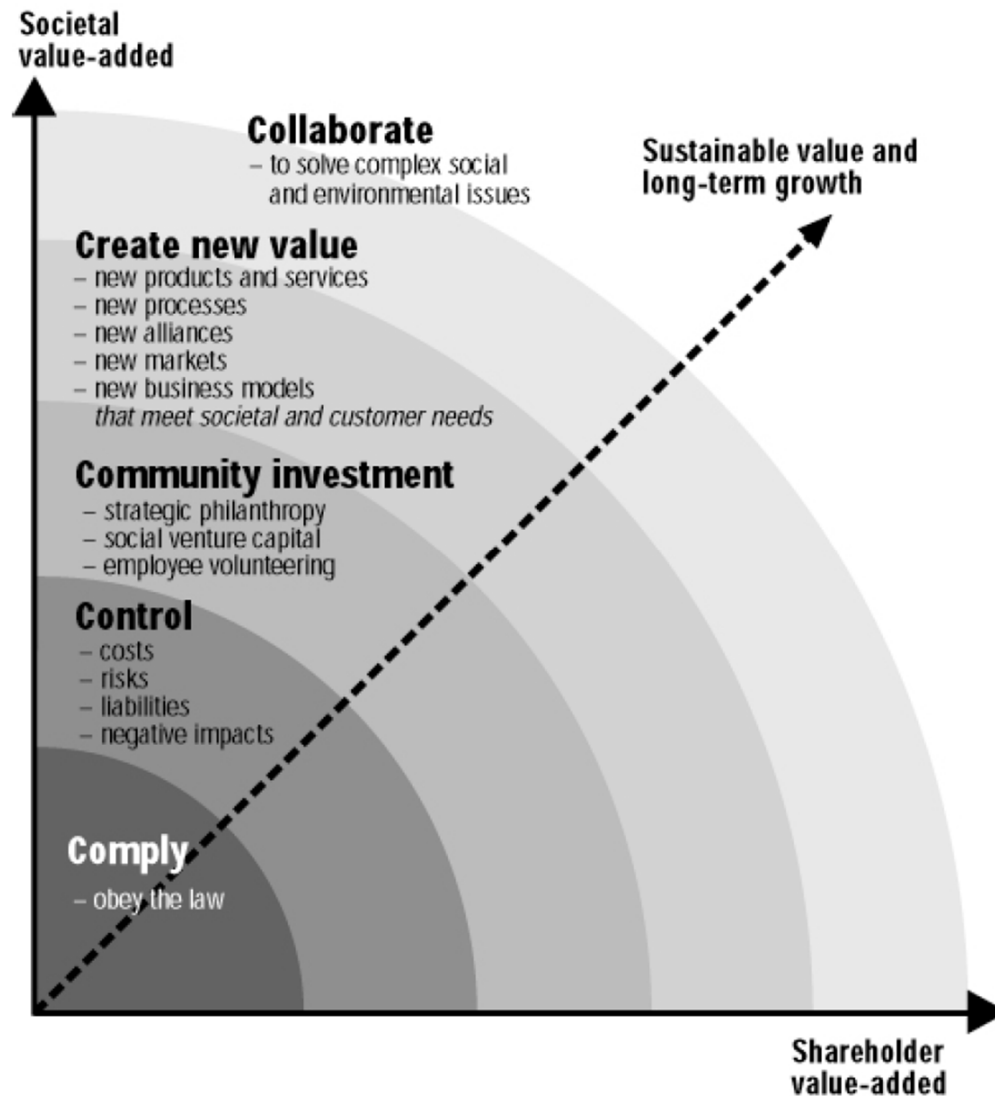 Societal
value-added
Collaborate
– to solve complex social
and environmental issues
Sustainable value and
long-term growth
Create new value
– new products and services
– new processes
– new alliances
– new markets
– new business models
that meet societal and customer needs
Community investment
– strategic philanthropy
– social venture capital
– employee volunteering
Control
– costs
– risks
– liabilities
– negative impacts
Comply
– obey the law
Shareholder
value-added